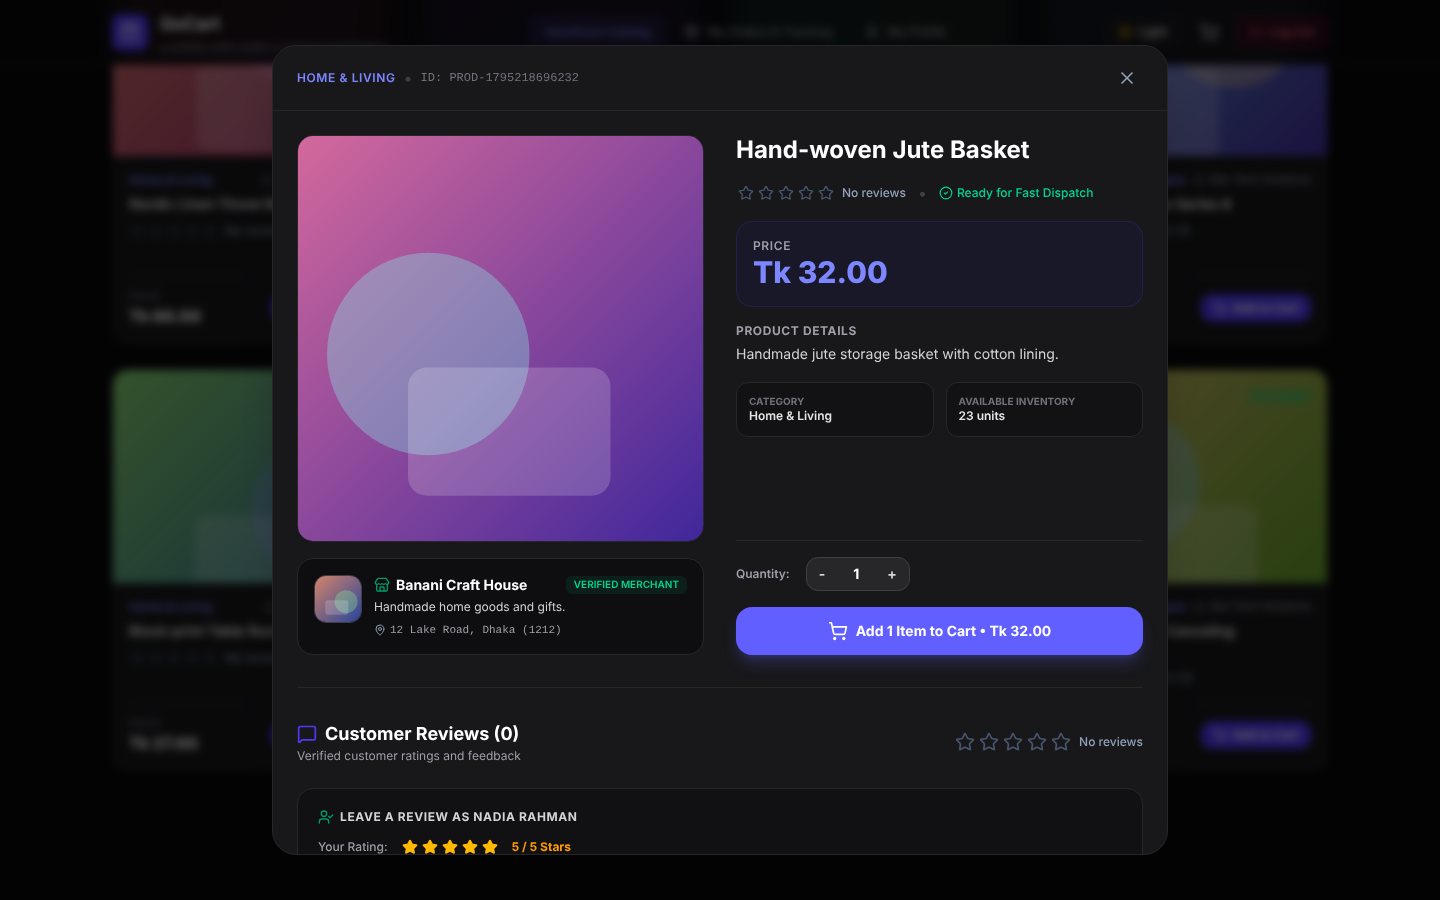 GoCart
HOME & LIVING • ID: PROD-1795218696232
Hand-woven Jute Basket
No reviews • Ready for Fast Dispatch
PRICE
Tk 32.00
PRODUCT DETAILS
Handmade jute storage basket with cotton lining.
CATEGORY
Home & Living
AVAILABLE INVENTORY
23 units
Quantity: - 1 +
Add 1 Item to Cart • Tk 32.00
Banani Craft House VERIFIED MERCHANT
Handmade home goods and gifts.
12 Lake Road, Dhaka (1212)
Customer Reviews (0)
Verified customer ratings and feedback
No reviews
LEAVE A REVIEW AS NADIA RAHMAN
Your Rating: 5 / 5 Stars